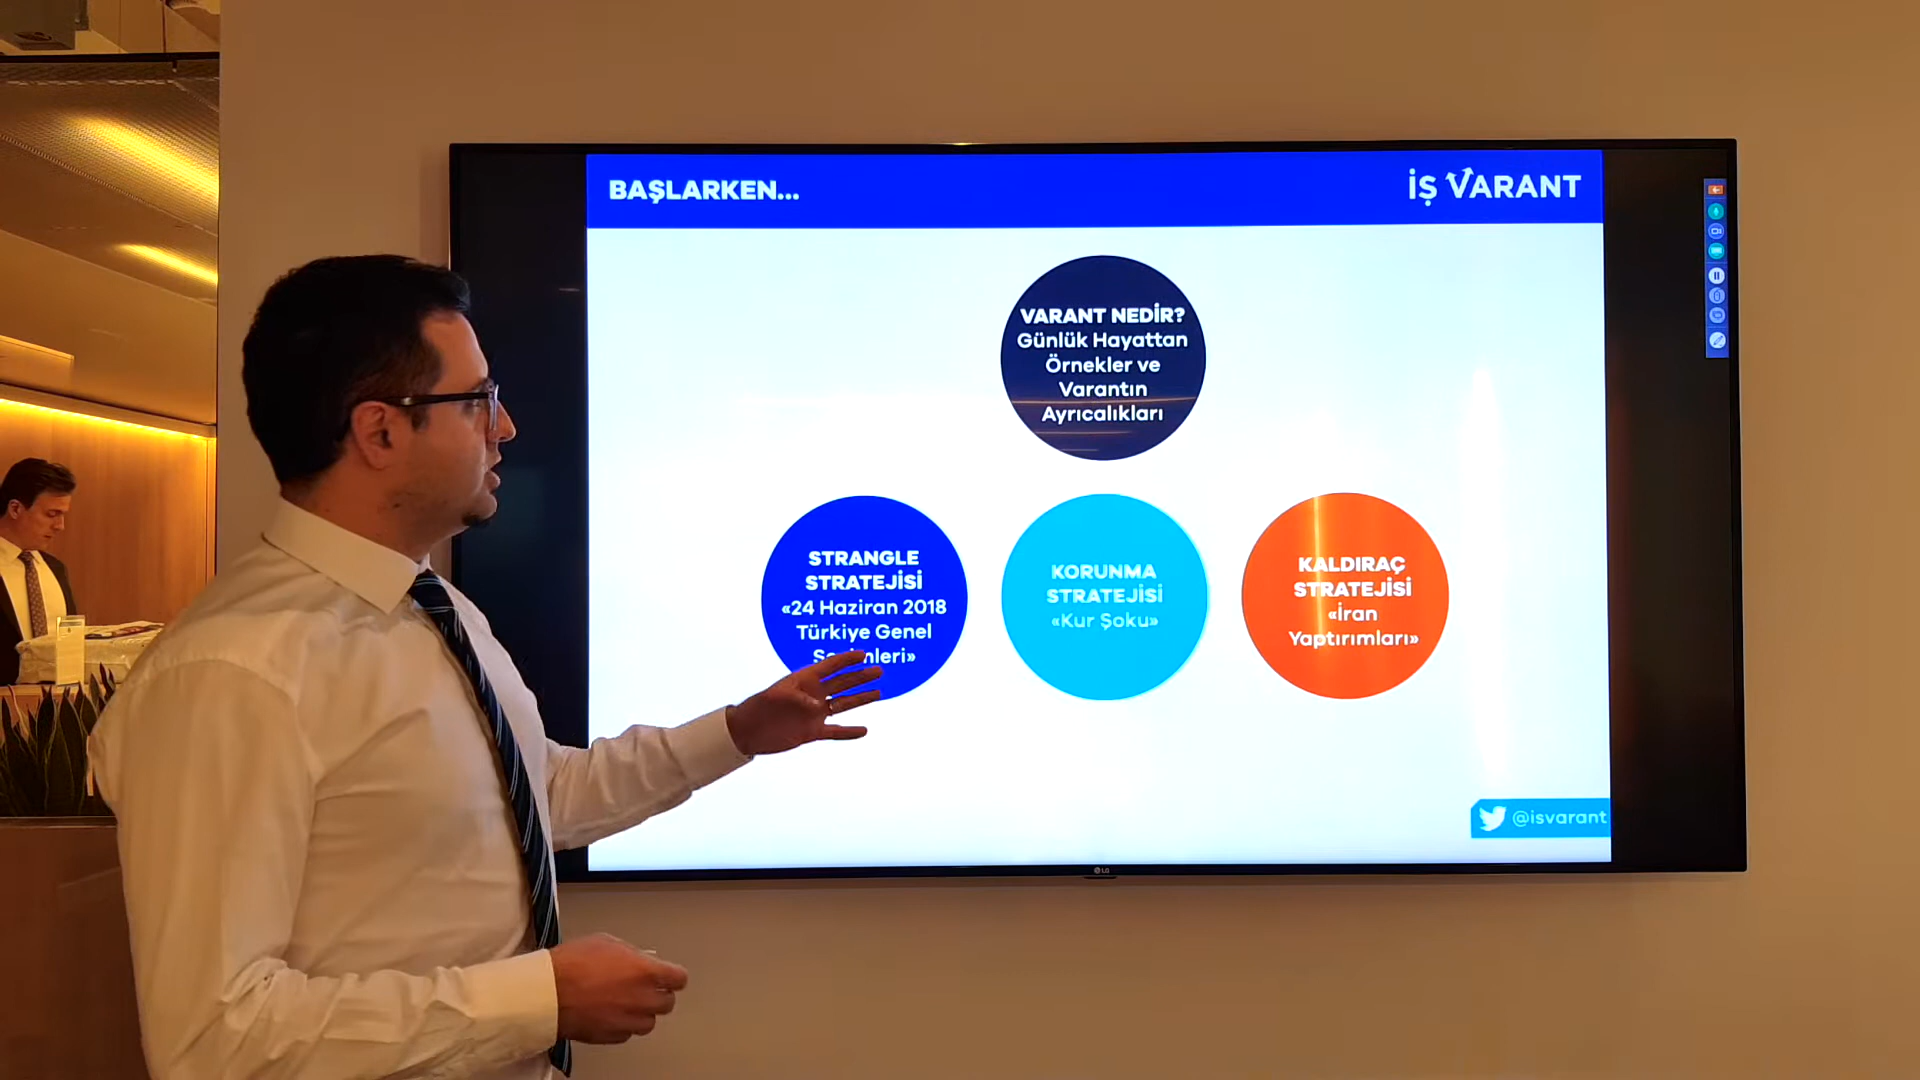 BAŞLARKEN...
İŞ VARANT
VARANT NEDİR?
Günlük Hayattan
Örnekler ve
Varantın
Ayrıcalıkları
STRANGLE
STRATEJİSİ
«24 Haziran 2018
Türkiye Genel
KORUNMA
STRATEJİSİ
«Kur Şoku»
KALDIRAÇ
STRATEJİSİ
«İran
Yaptırımları»
@isvarant
LG